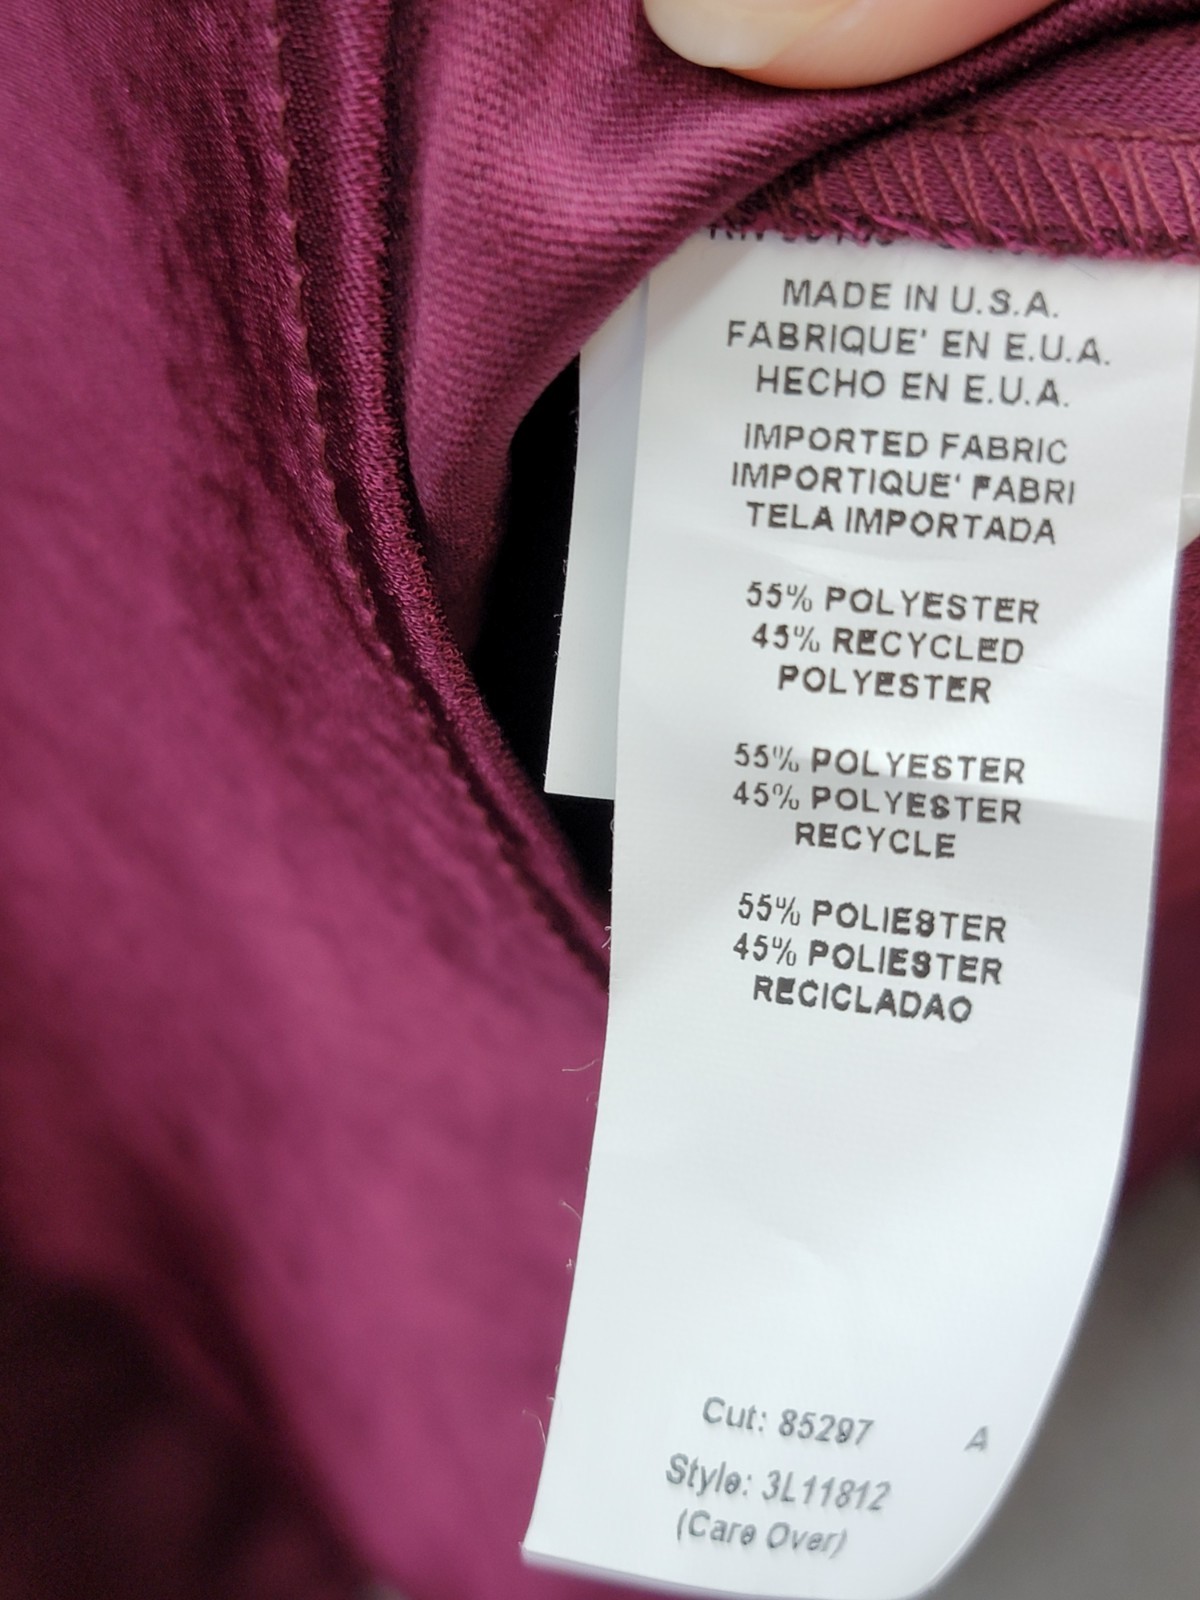 MADE IN U.S.A.
FABRIQUE' EN E.U.A.
HECHO EN E.U.A.
IMPORTED FABRIC
IMPORTIQUE' FABRI
TELA IMPORTADA
55% POLYESTER
45% RECYCLED
POLYESTER
55% POLYESTER
45% POLYESTER
RECYCLE
55% POLIESTER
45% POLIESTER
RECICLADAO
Cut: 85297 A
Style: 3L11812
(Care Over)